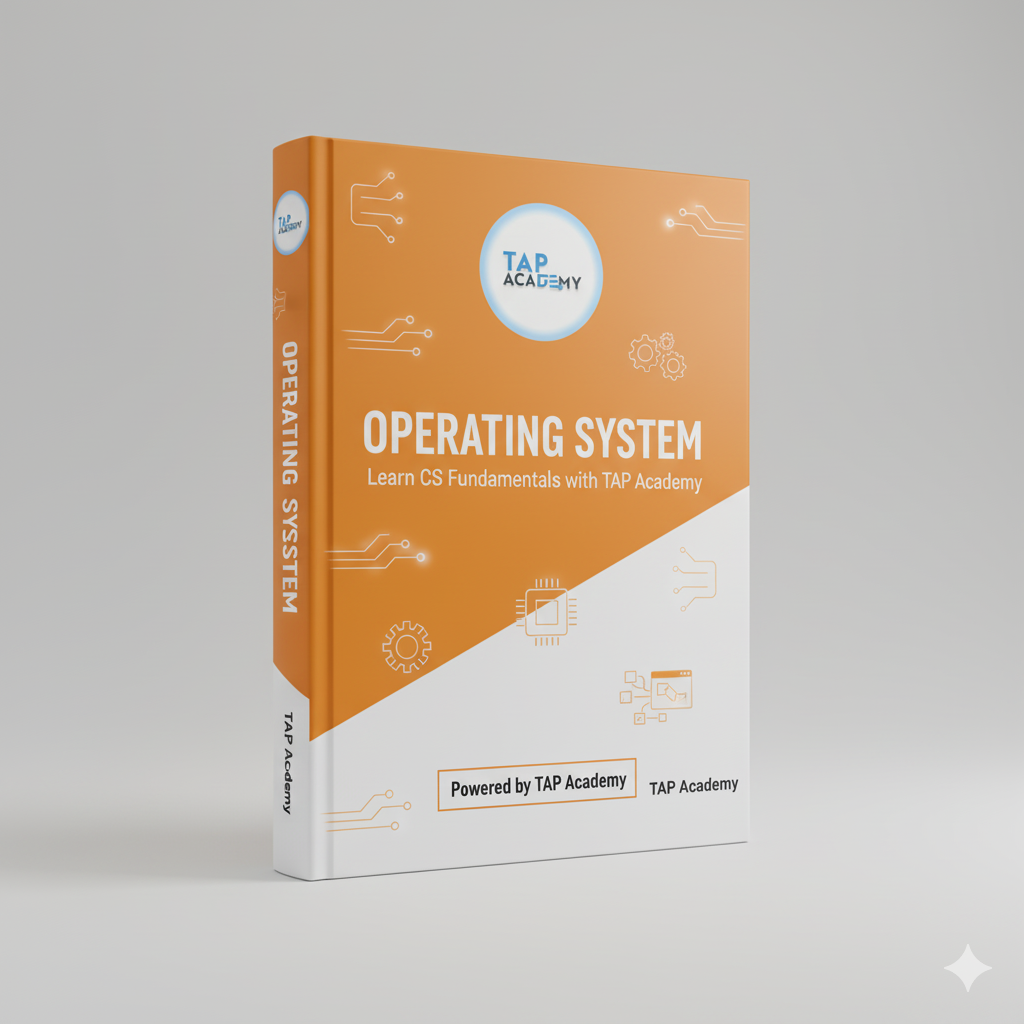 TAP
ACADEMY
OPERATING SYSSTEM
TAP Acdemy
TAP
ACADEMY
OPERATING SYSTEM
Learn CS Fundamentals with TAP Academy
Powered by TAP Academy
TAP Academy